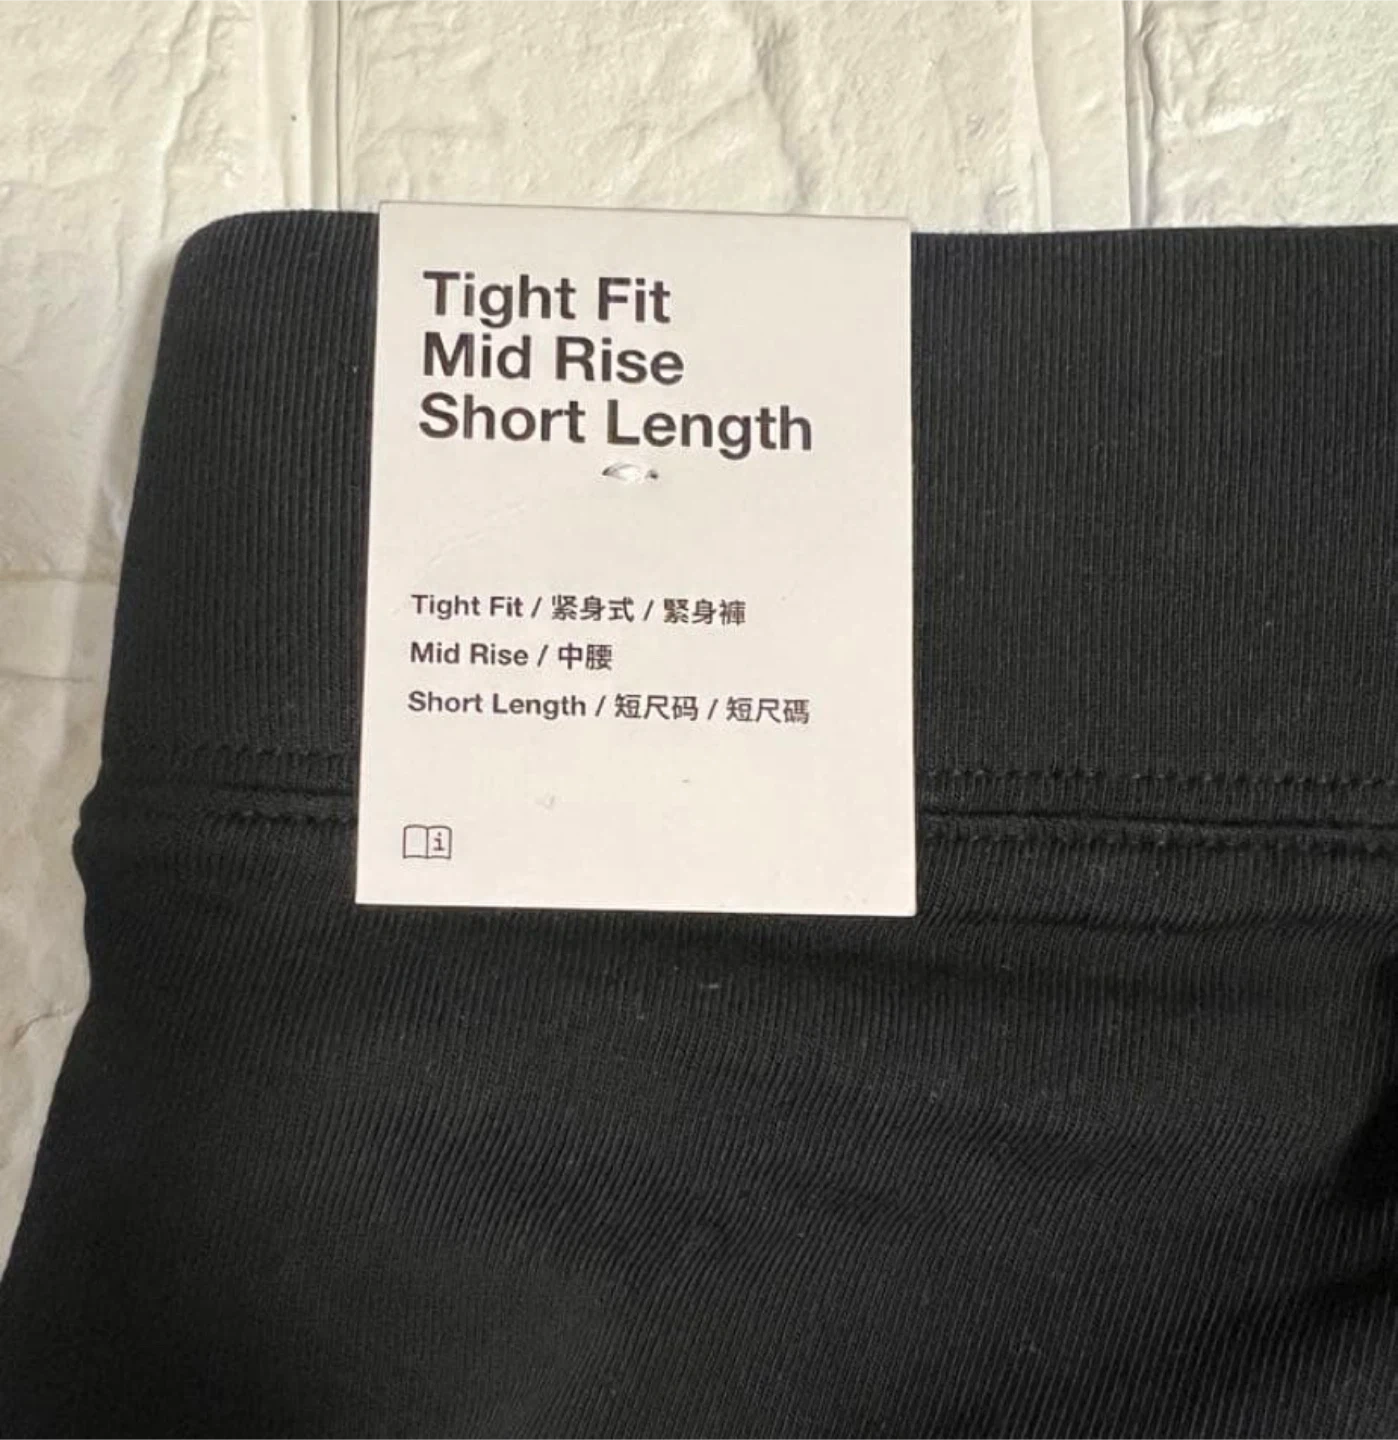 Tight Fit
Mid Rise
Short Length
Tight Fit / 紧身式 / 緊身褲
Mid Rise / 中腰
Short Length / 短尺码 / 短尺碼
i